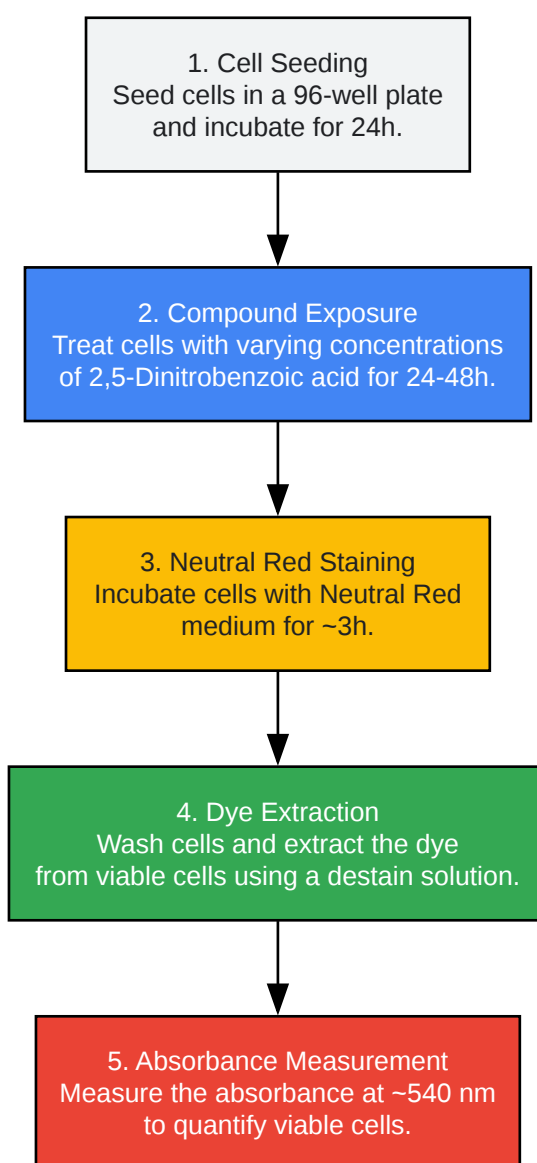 1. Cell Seeding
Seed cells in a 96-well plate
and incubate for 24h.
2. Compound Exposure
Treat cells with varying concentrations
of 2,5-Dinitrobenzoic acid for 24-48h.
3. Neutral Red Staining
Incubate cells with Neutral Red
medium for ~3h.
4. Dye Extraction
Wash cells and extract the dye
from viable cells using a destain solution.
5. Absorbance Measurement
Measure the absorbance at ~540 nm
to quantify viable cells.